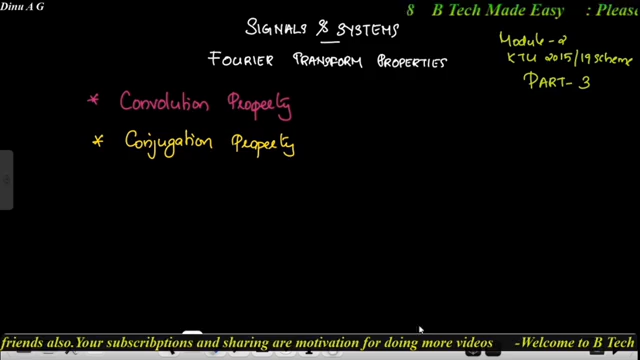 Dinu A G
8 B Tech Made Easy : Please
SIGNALS & SYSTEMS
Module - 2
KTU 2015/19 scheme
FOURIER TRANSFORM PROPERTIES
PART - 3
* Convolution Property
* Conjugation Property
friends also.Your subscribptions and sharing are motivation for doing more videos -Welcome to B Tech